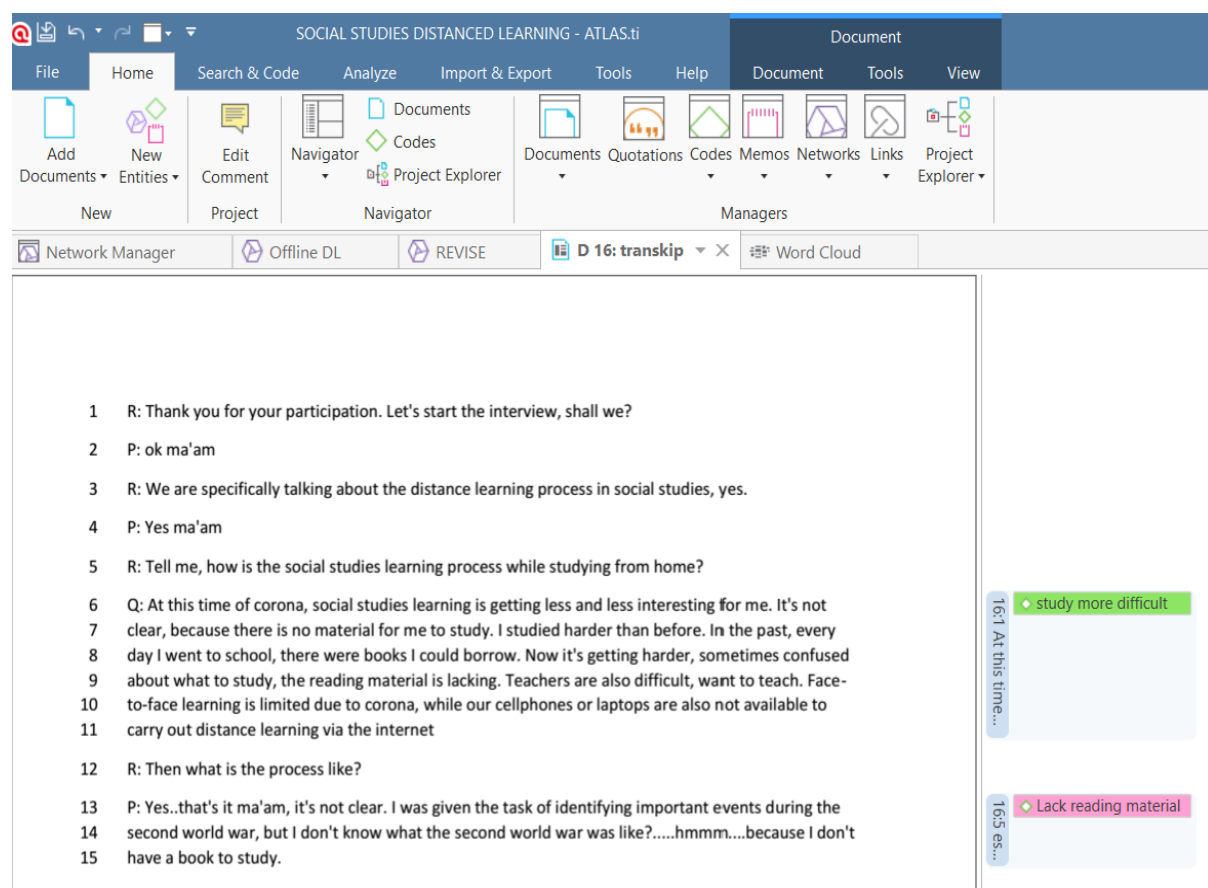 SOCIAL STUDIES DISTANCED LEARNING - ATLAS.ti
Document
File Home Search & Code Analyze Import & Export Tools Help Document Tools View
Add Documents
New Entities
Edit Comment
Navigator
Documents
Codes
Project Explorer
Documents Quotations Codes Memos Networks Links
Project Explorer
New Project Navigator Managers
Network Manager Offline DL REVISE D 16: transkip Word Cloud
1 R: Thank you for your participation. Let's start the interview, shall we?
2 P: ok ma'am
3 R: We are specifically talking about the distance learning process in social studies, yes.
4 P: Yes ma'am
5 R: Tell me, how is the social studies learning process while studying from home?
6 Q: At this time of corona, social studies learning is getting less and less interesting for me. It's not
7 clear, because there is no material for me to study. I studied harder than before. In the past, every
8 day I went to school, there were books I could borrow. Now it's getting harder, sometimes confused
9 about what to study, the reading material is lacking. Teachers are also difficult, want to teach. Face-
10 to-face learning is limited due to corona, while our cellphones or laptops are also not available to
11 carry out distance learning via the internet
12 R: Then what is the process like?
13 P: Yes..that's it ma'am, it's not clear. I was given the task of identifying important events during the
14 second world war, but I don't know what the second world war was like?.....hmmm....because I don't
15 have a book to study.
16:1 At this time...
study more difficult
16:5 es...
Lack reading material